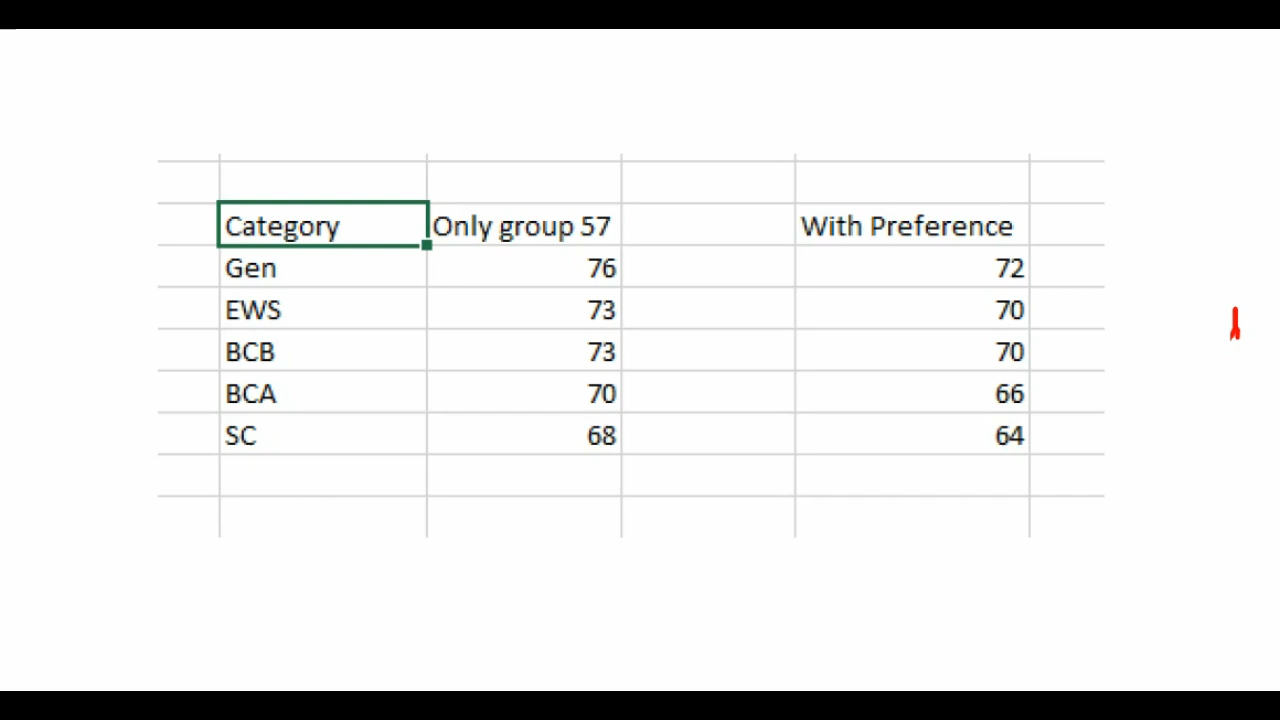 Category Only group 57 With Preference
Gen 76 72
EWS 73 70
BCB 73 70
BCA 70 66
SC 68 64